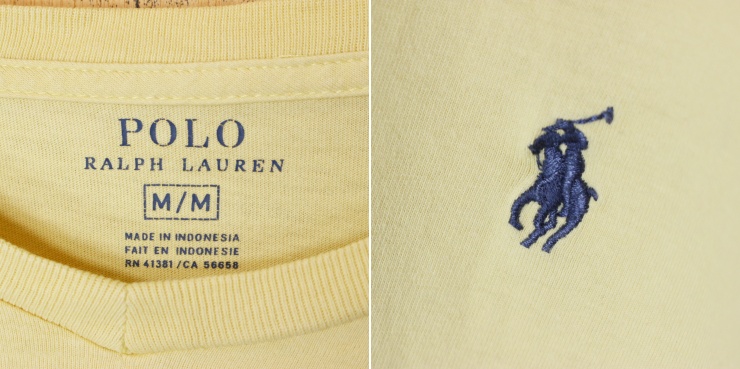 POLO
RALPH LAUREN
M/M
MADE IN INDONESIA
FAIT EN INDONESIE
RN 41381/CA 56658